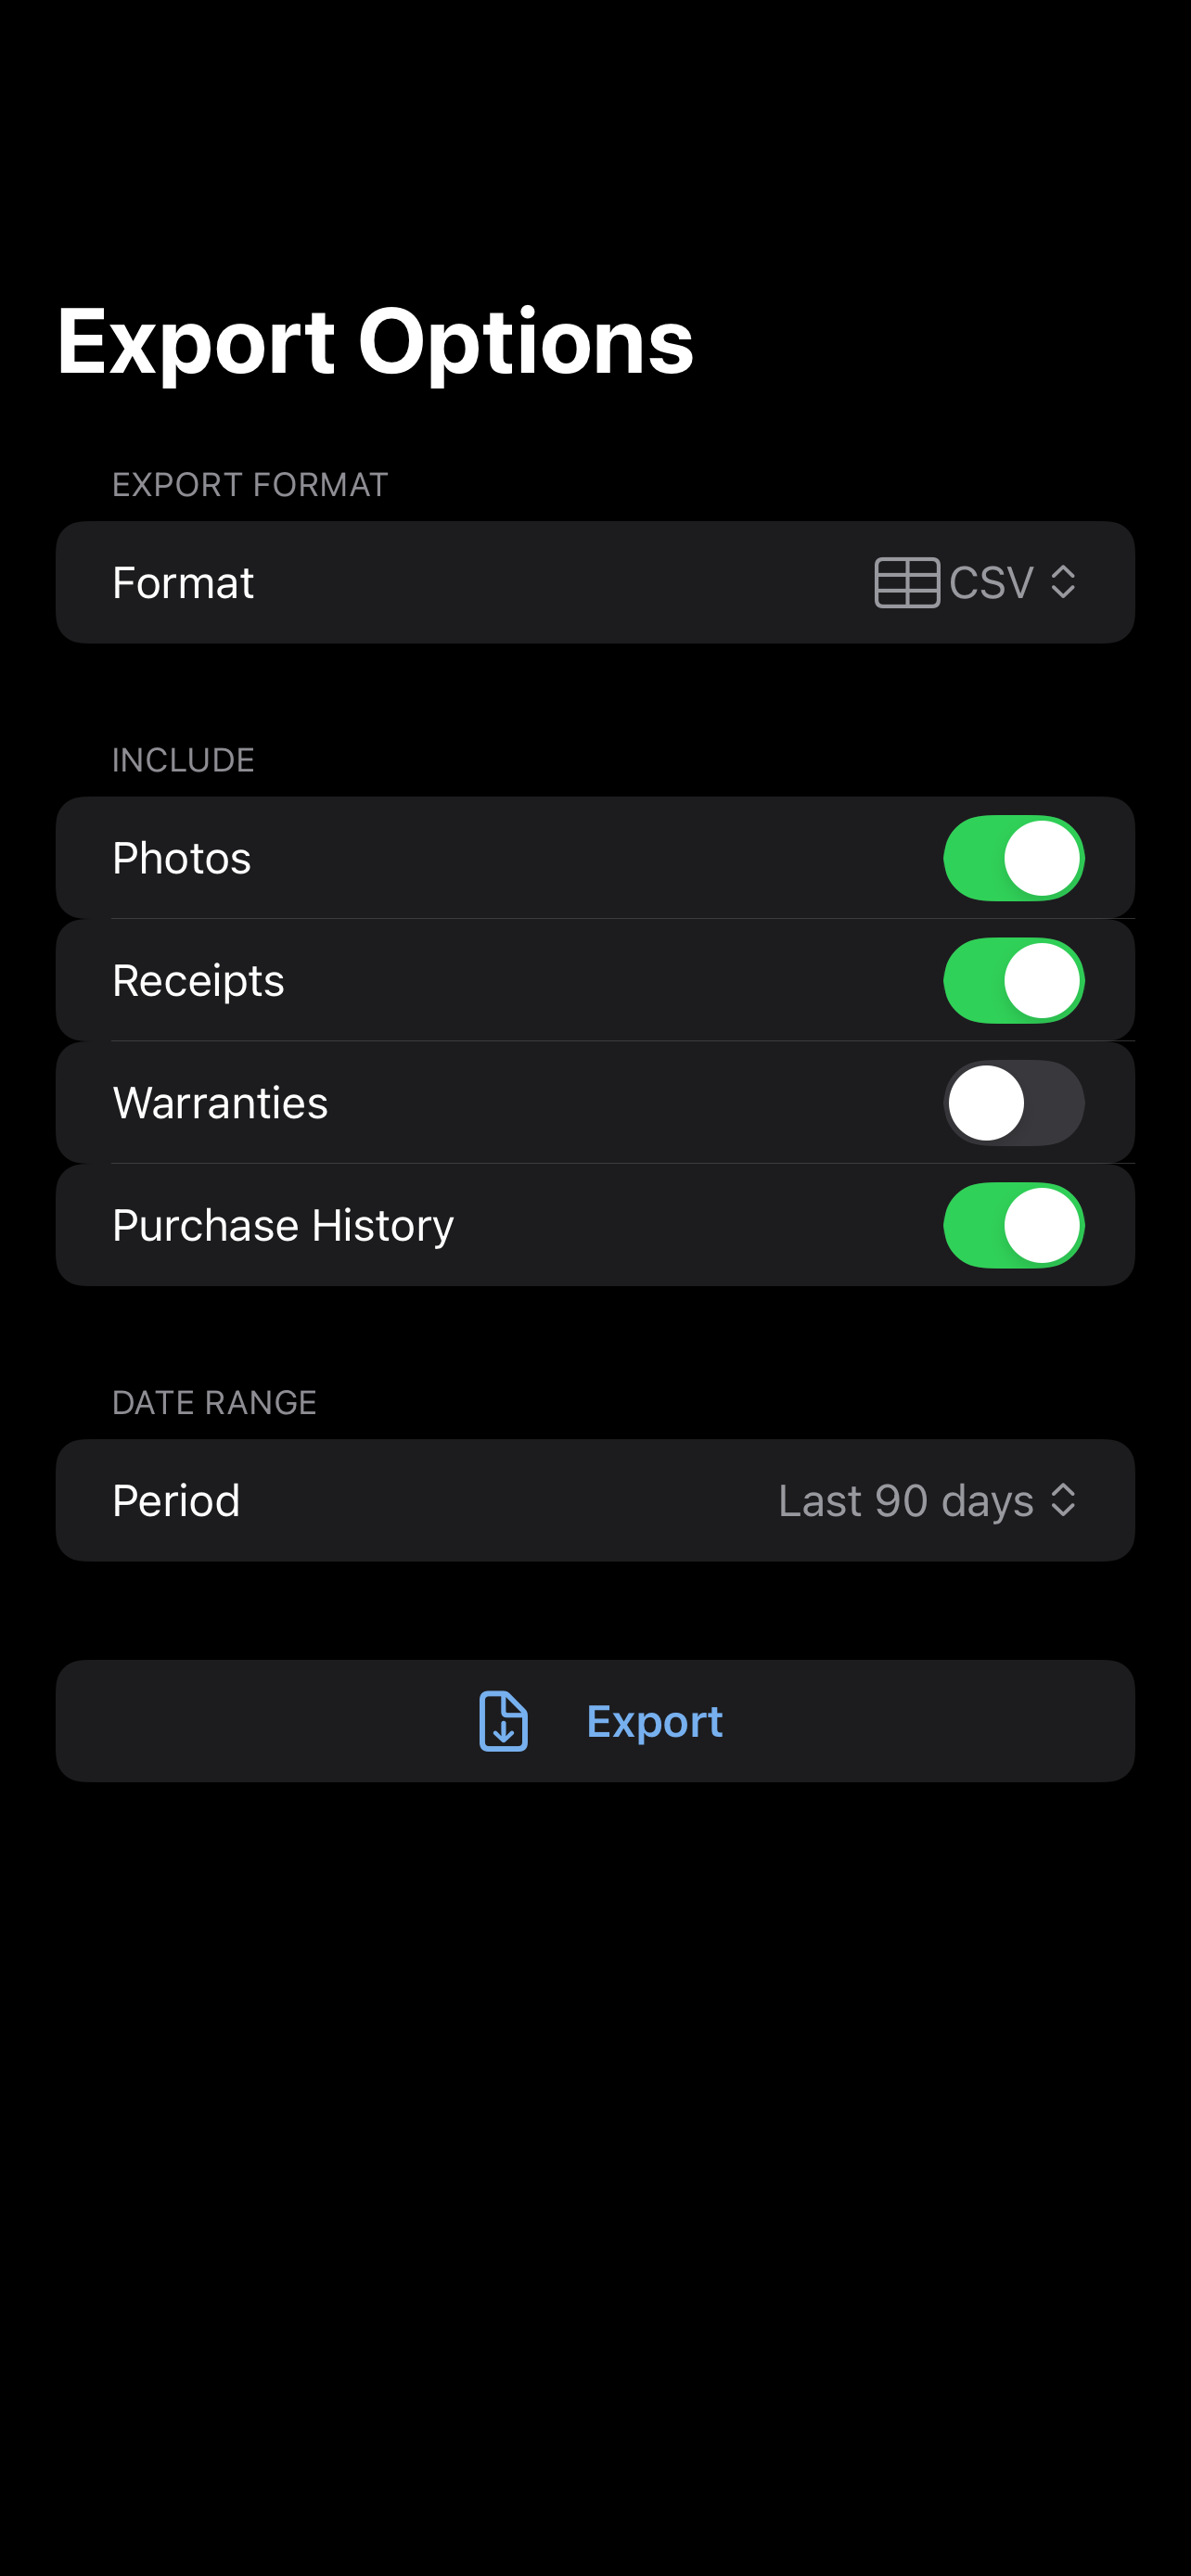 Export Options
EXPORT FORMAT
Format CSV
INCLUDE
Photos
Receipts
Warranties
Purchase History
DATE RANGE
Period Last 90 days
Export